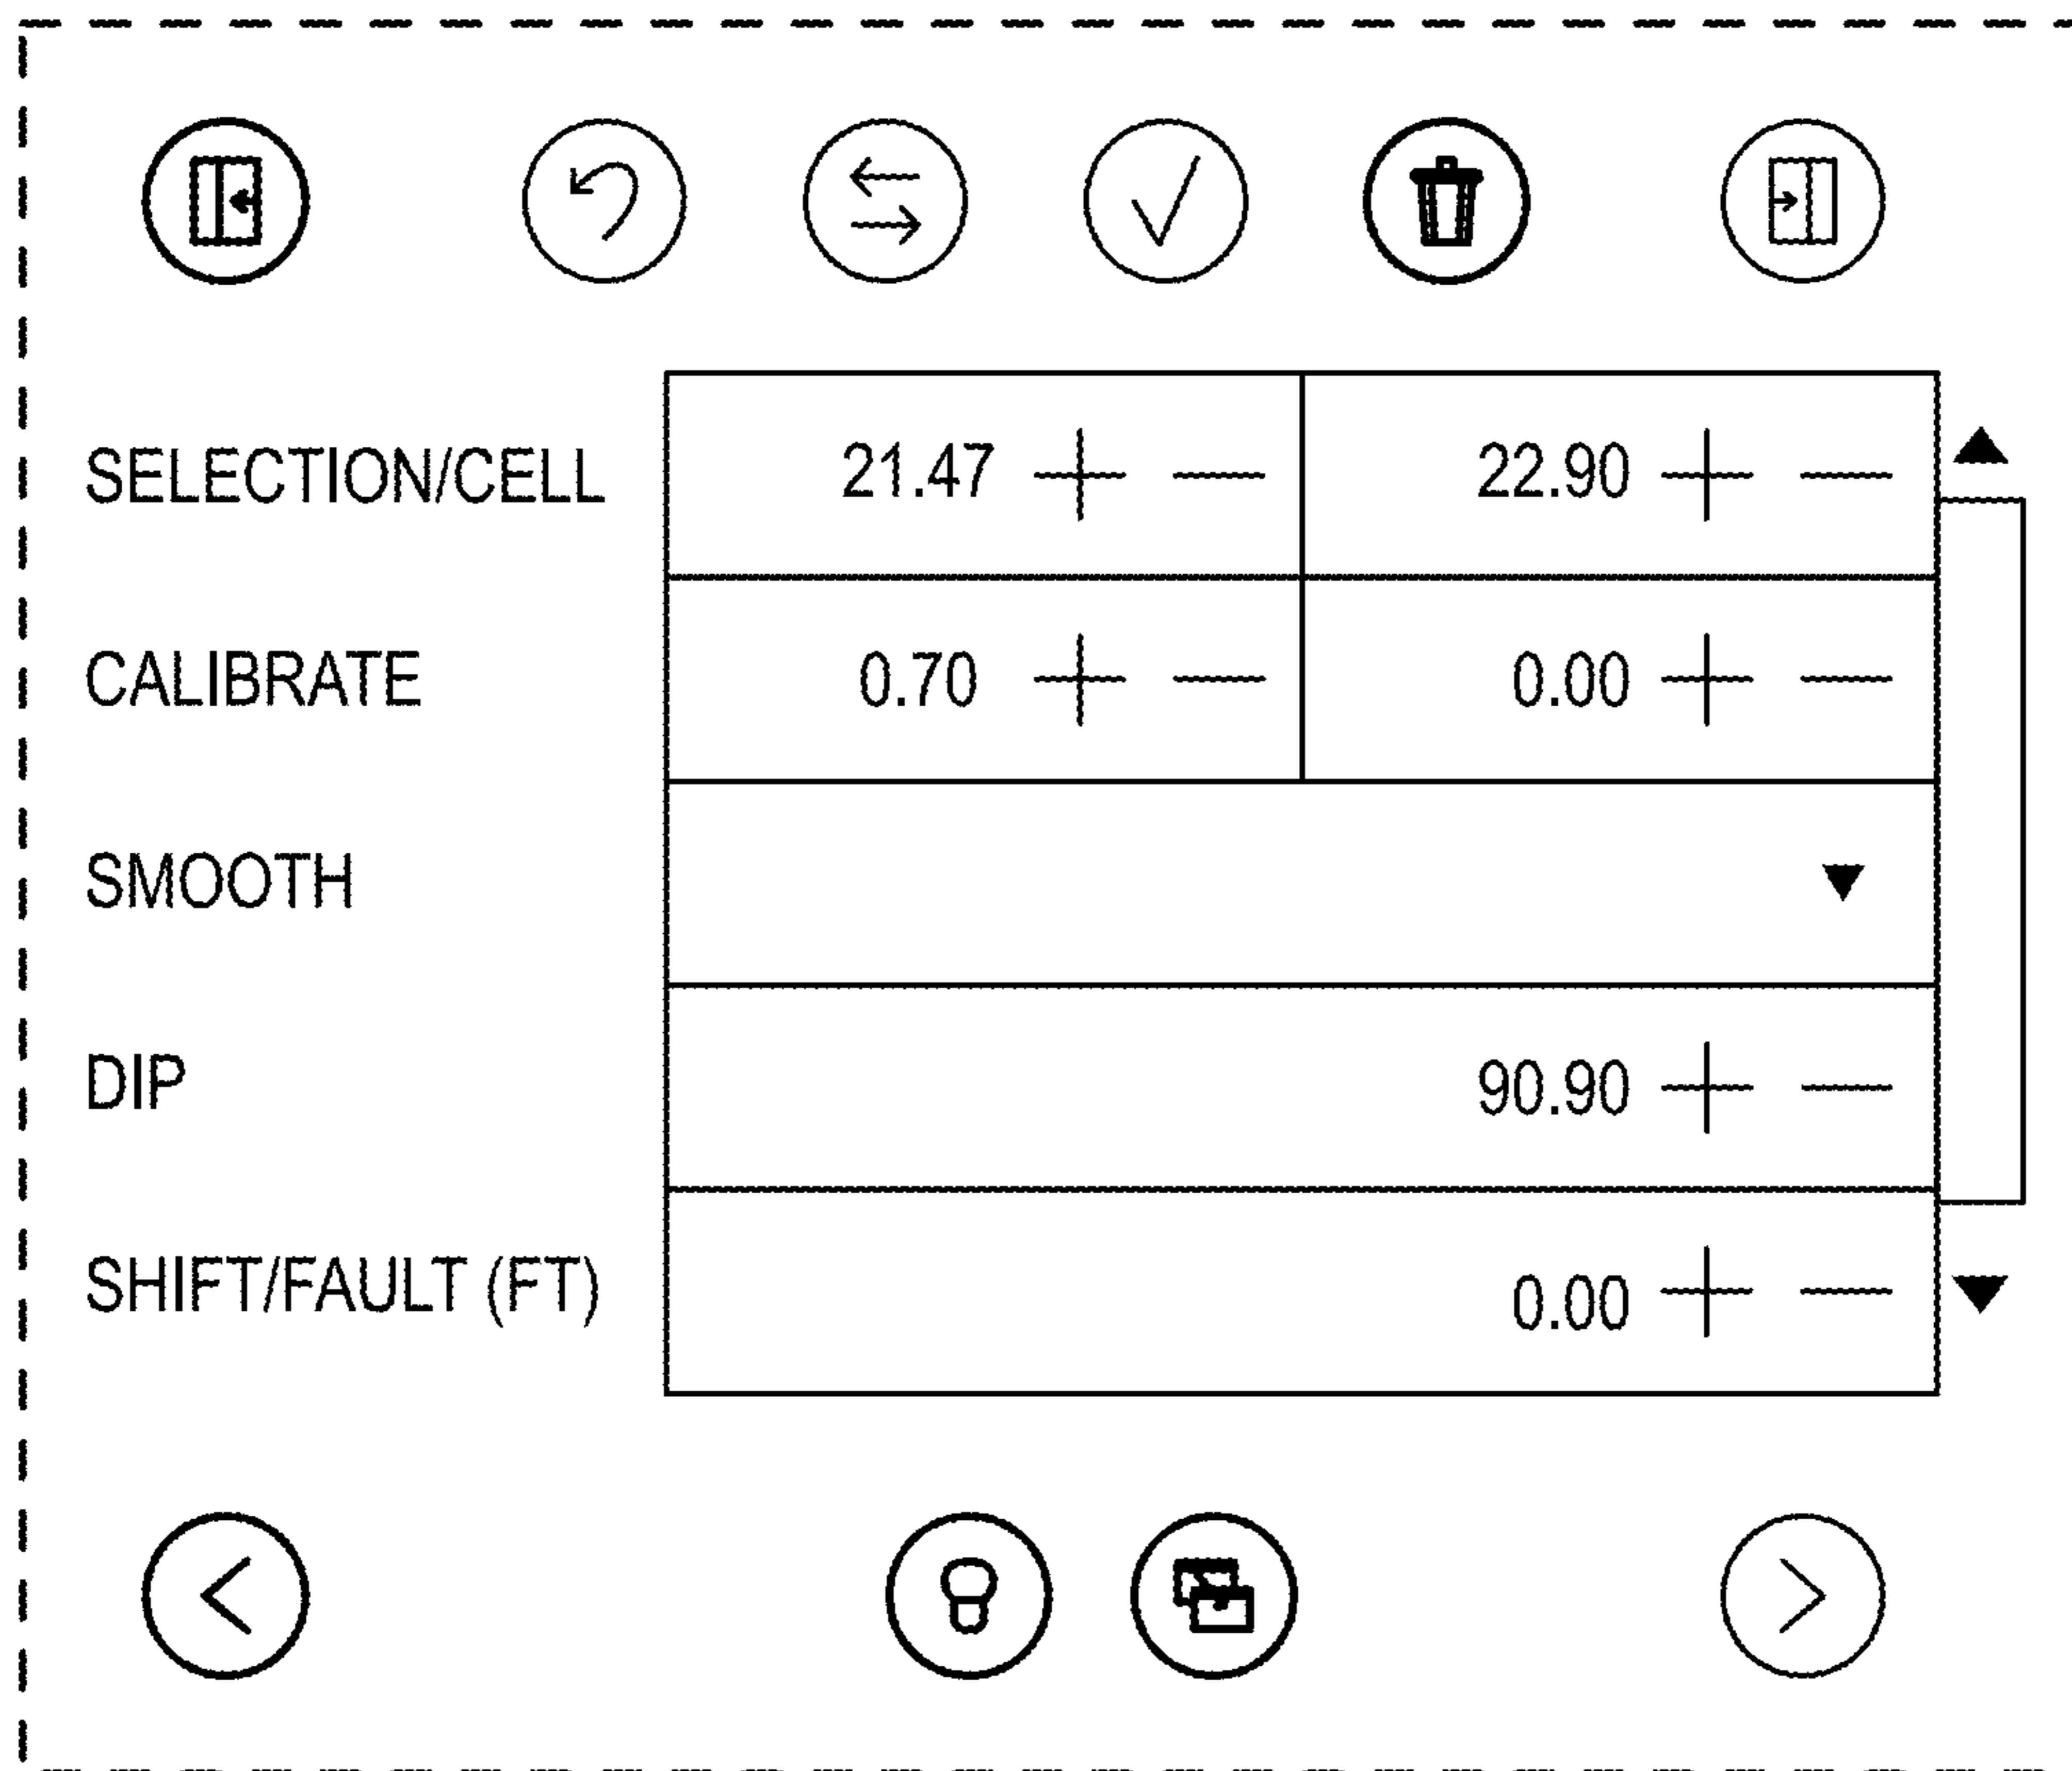 SELECTION/CELL 21.47 + − 22.90 + −
CALIBRATE 0.70 + − 0.00 + −
SMOOTH
DIP 90.90 + −
SHIFT/FAULT (FT) 0.00 + −